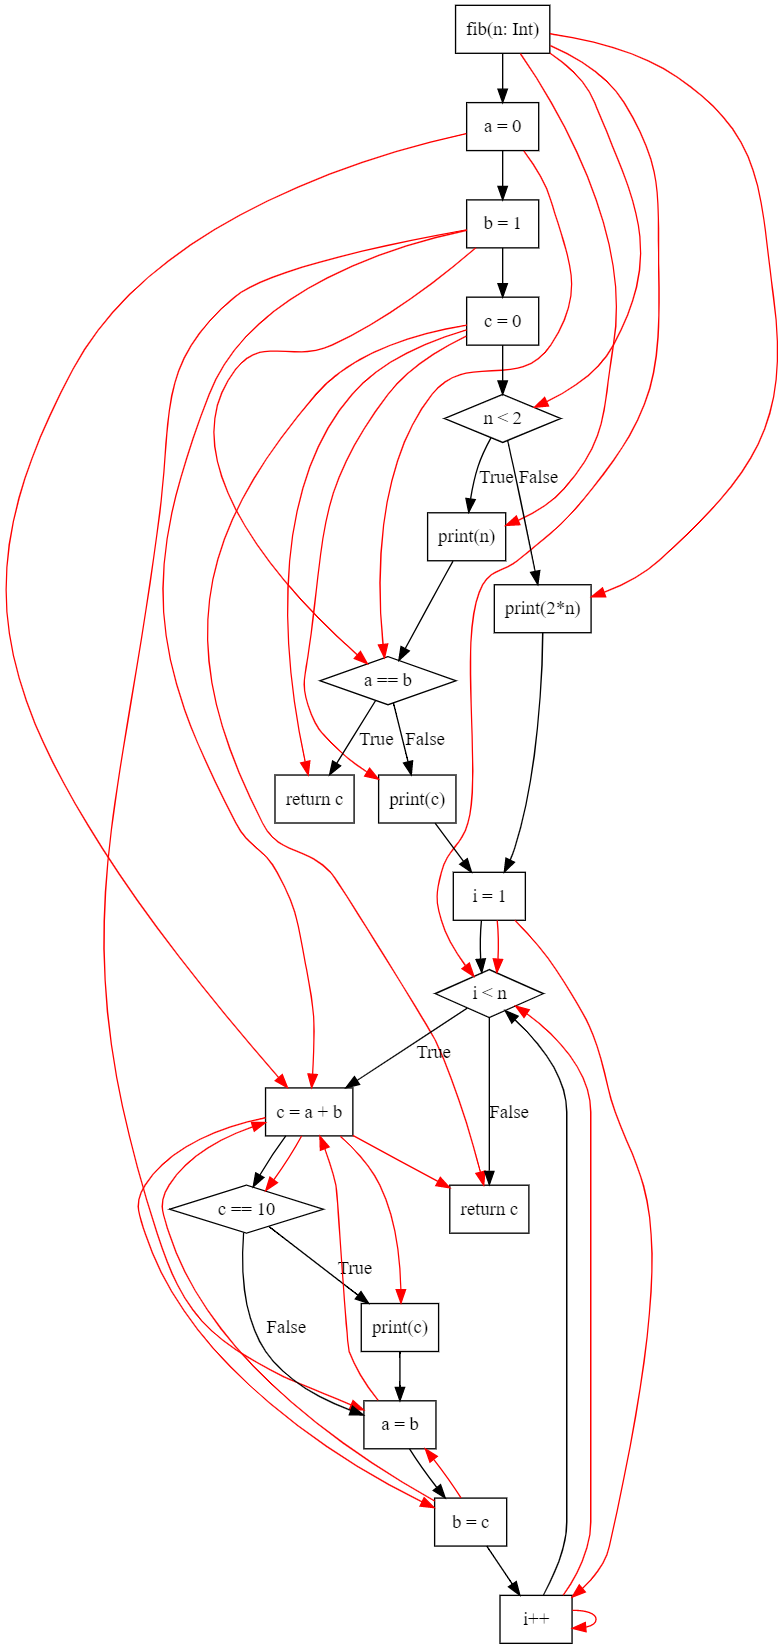 fib(n: Int)
a = 0
b = 1
c = 0
n < 2
True
False
print(n)
print(2*n)
a == b
True
False
return c
print(c)
i = 1
i < n
True
False
c = a + b
c == 10
return c
True
False
print(c)
a = b
b = c
i++